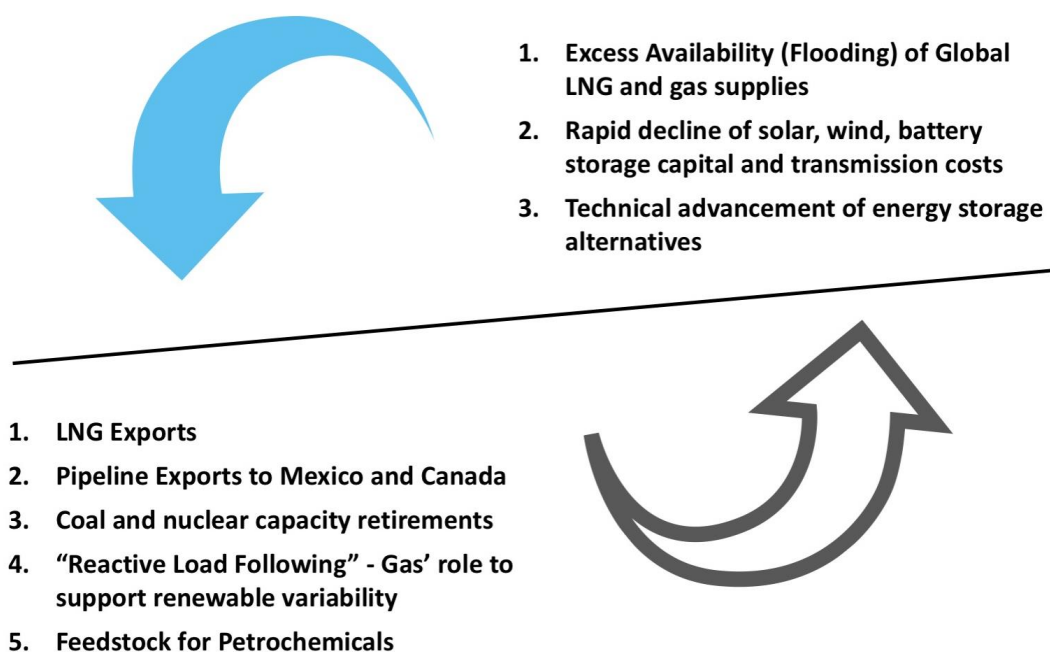 1. Excess Availability (Flooding) of Global
LNG and gas supplies
2. Rapid decline of solar, wind, battery
storage capital and transmission costs
3. Technical advancement of energy storage
alternatives
1. LNG Exports
2. Pipeline Exports to Mexico and Canada
3. Coal and nuclear capacity retirements
4. “Reactive Load Following” - Gas’ role to
support renewable variability
5. Feedstock for Petrochemicals